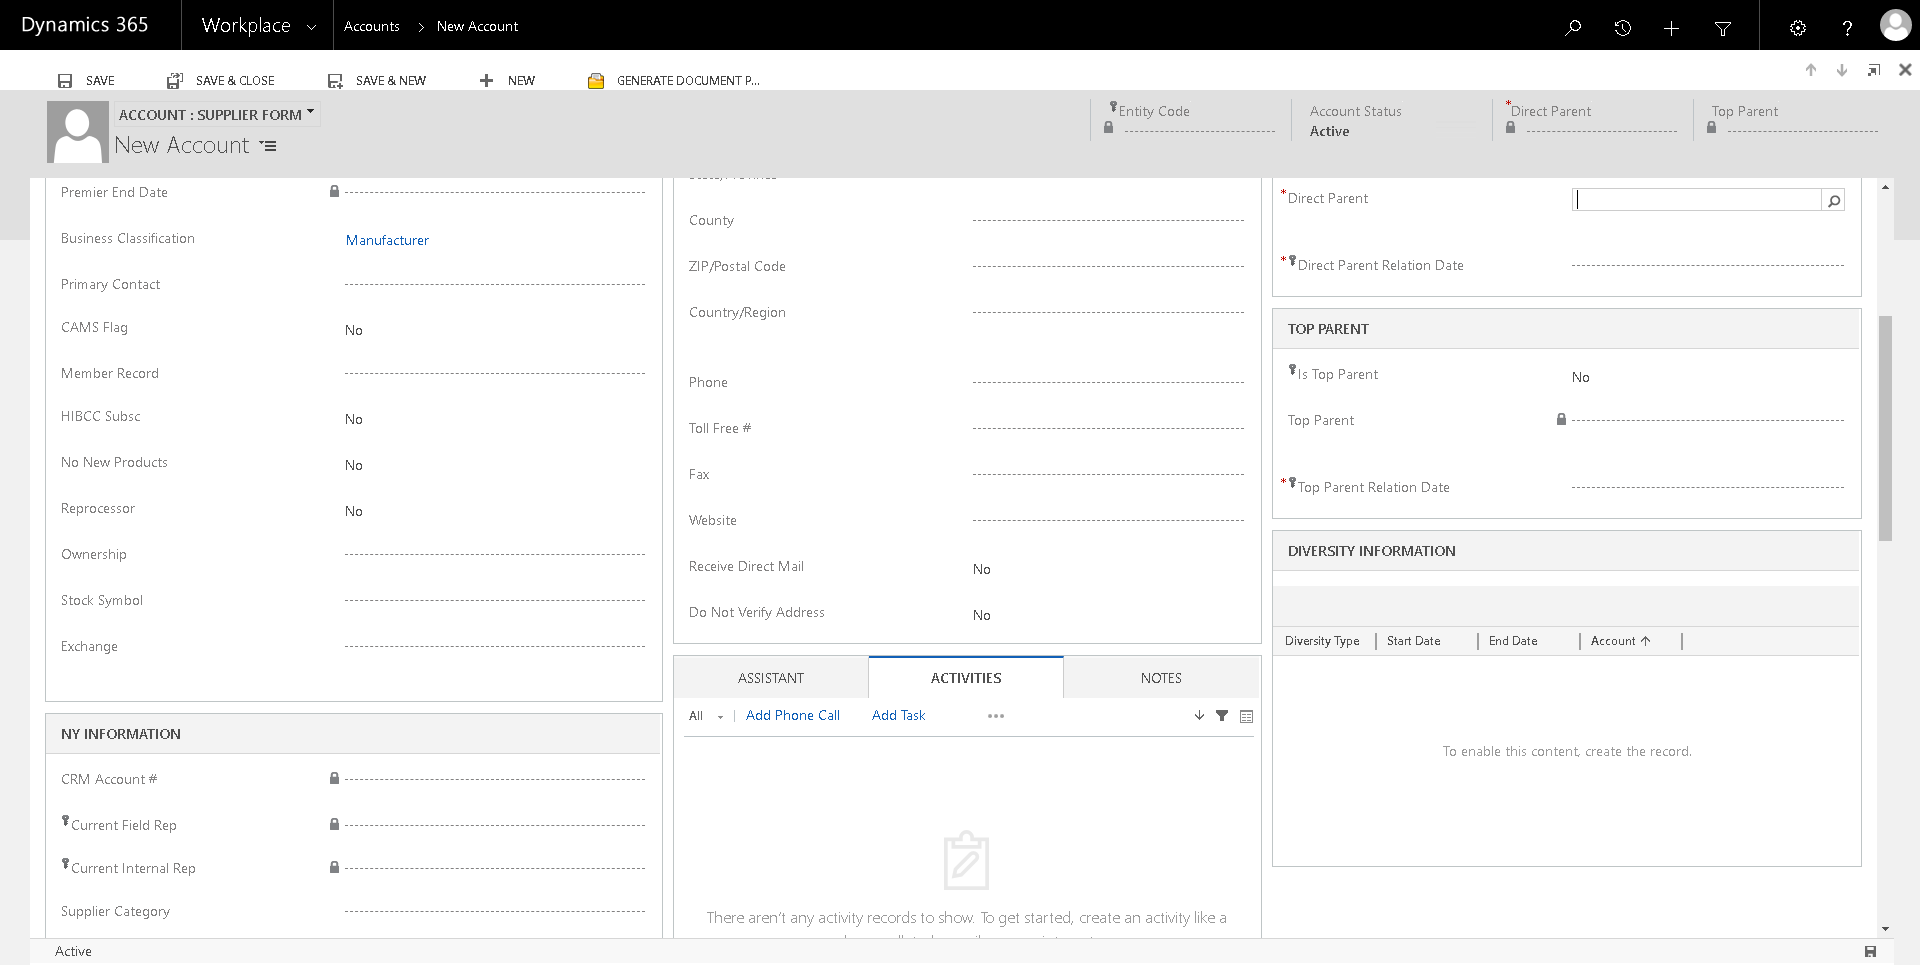 Dynamics 365
Workplace
Accounts > New Account
?
SAVE
SAVE & CLOSE
SAVE & NEW
NEW
GENERATE DOCUMENT P...
ACCOUNT : SUPPLIER FORM
New Account
Entity Code
Account Status
Active
*Direct Parent
Top Parent
Premier End Date
Business Classification
Manufacturer
Primary Contact
CAMS Flag
No
Member Record
HIBCC Subsc
No
No New Products
No
Reprocessor
No
Ownership
Stock Symbol
Exchange
NY INFORMATION
CRM Account #
Current Field Rep
Current Internal Rep
Supplier Category
County
ZIP/Postal Code
Country/Region
Phone
Toll Free #
Fax
Website
Receive Direct Mail
No
Do Not Verify Address
No
ASSISTANT
ACTIVITIES
NOTES
All
Add Phone Call
Add Task
...
There aren't any activity records to show. To get started, create an activity like a
*Direct Parent
*Direct Parent Relation Date
TOP PARENT
Is Top Parent
No
Top Parent
*Top Parent Relation Date
DIVERSITY INFORMATION
Diversity Type
Start Date
End Date
Account ↑
To enable this content, create the record.
Active